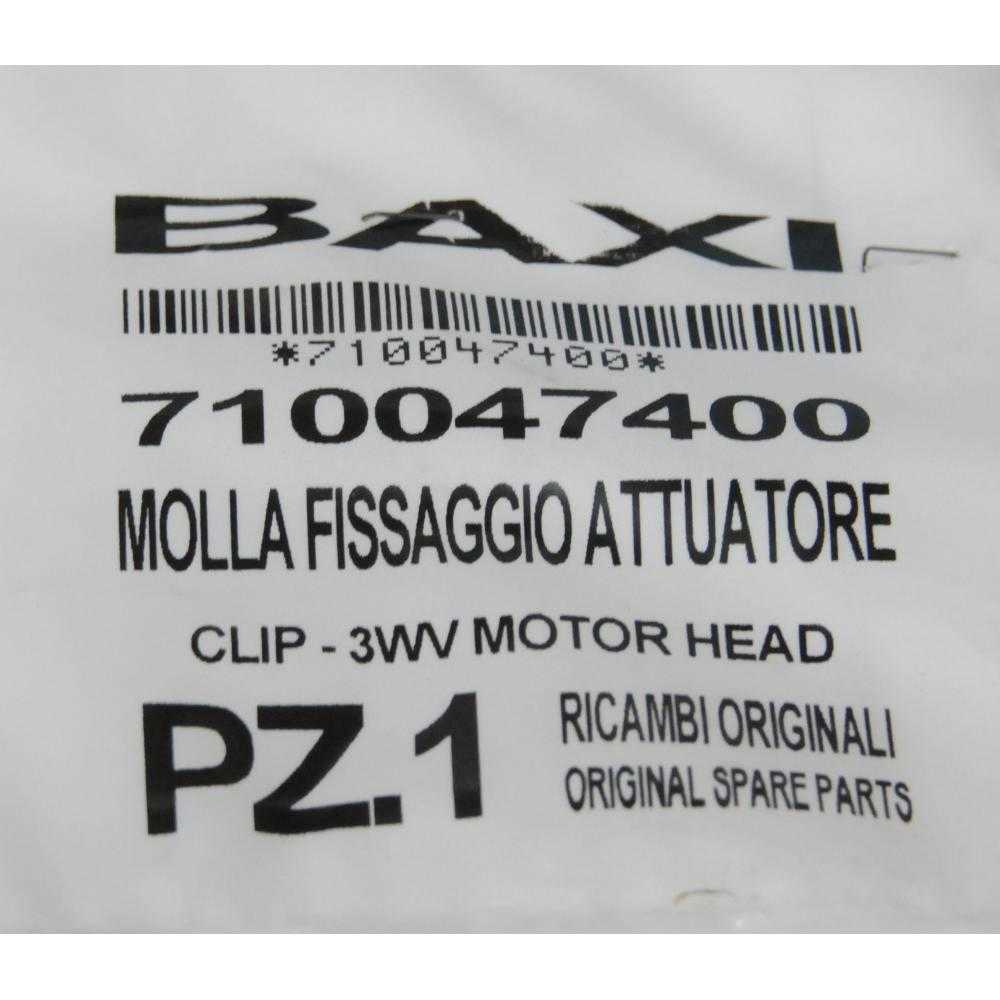 BAXI
*710047400*
710047400
MOLLA FISSAGGIO ATTUATORE
CLIP - 3WV MOTOR HEAD
PZ.1
RICAMBI ORIGINALI
ORIGINAL SPARE PARTS